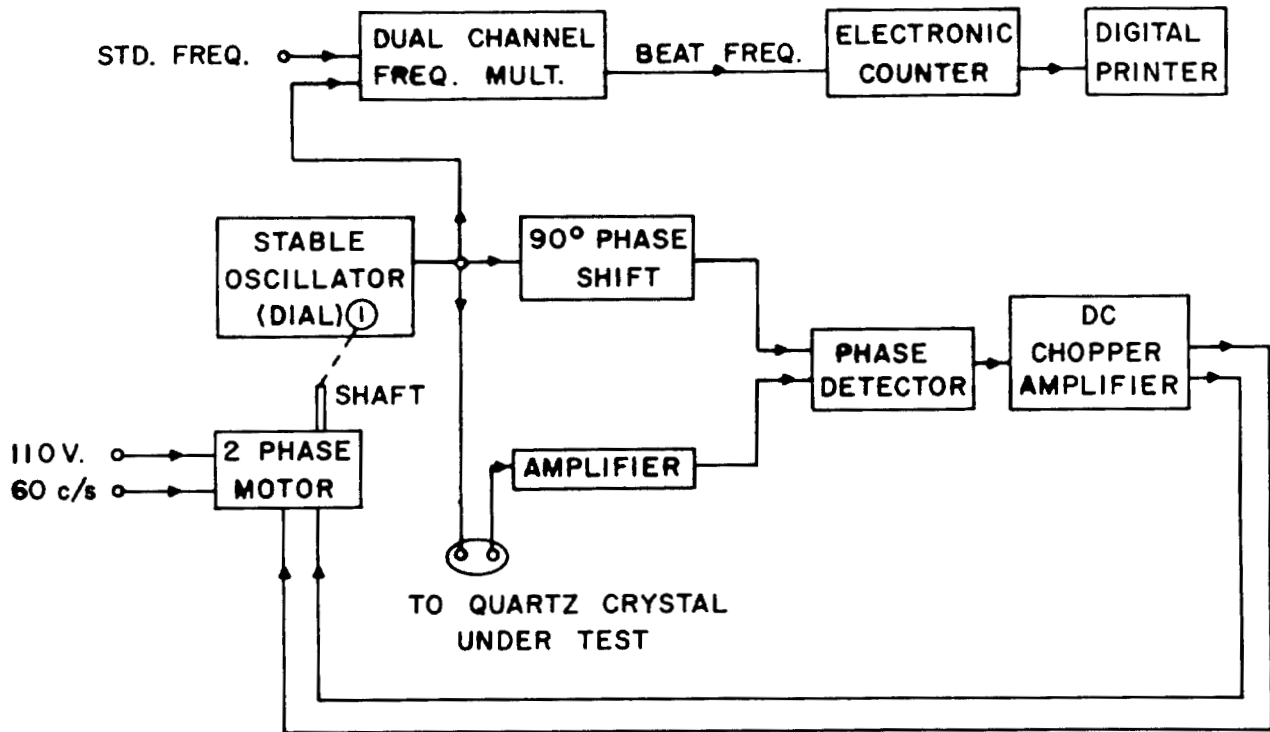 STD. FREQ.
DUAL CHANNEL
FREQ. MULT.
BEAT FREQ.
ELECTRONIC
COUNTER
DIGITAL
PRINTER
STABLE
OSCILLATOR
(DIAL) 1
90° PHASE
SHIFT
PHASE
DETECTOR
DC
CHOPPER
AMPLIFIER
SHAFT
110 V.
60 c/s
2 PHASE
MOTOR
AMPLIFIER
TO QUARTZ CRYSTAL
UNDER TEST